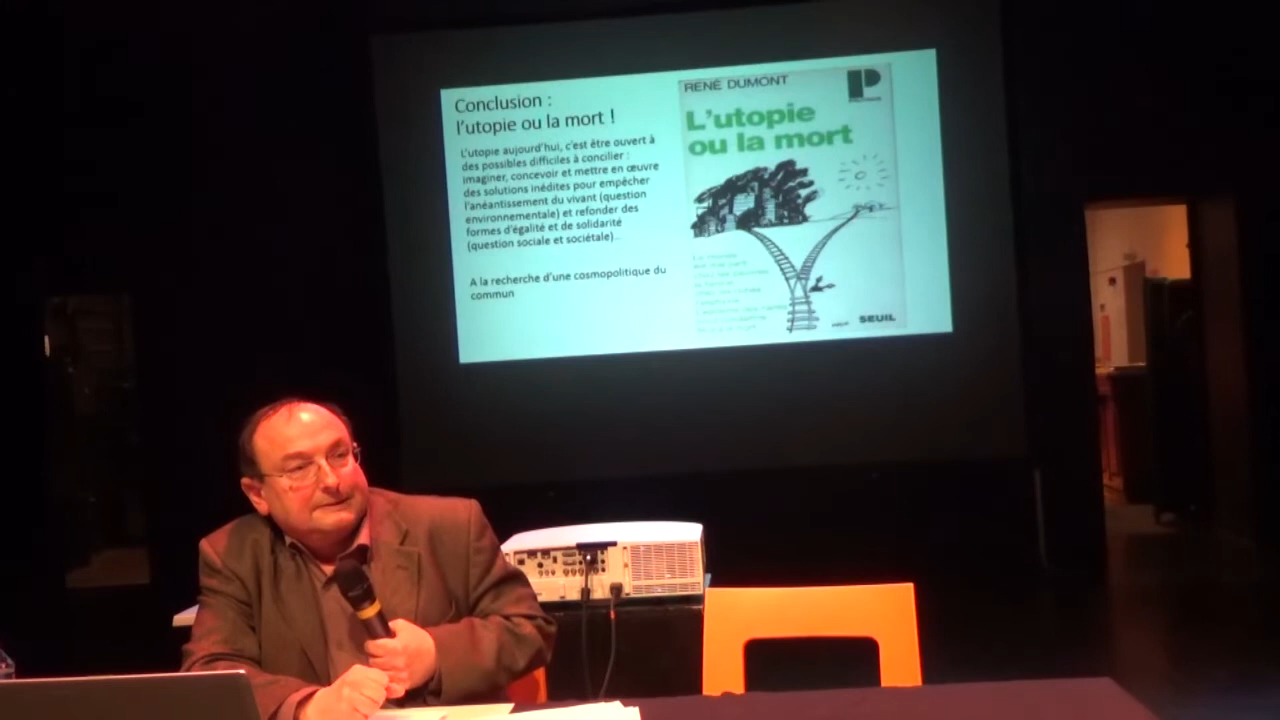 Conclusion :
l'utopie ou la mort !
L'utopie aujourd'hui, c'est être ouvert à
des possibles difficiles à concilier :
imaginer, concevoir et mettre en œuvre
des solutions inédites pour empêcher
l'anéantissement du vivant (question
environnementale) et refonder des
formes d'égalité et de solidarité
(question sociale et sociétale)...
A la recherche d'une cosmopolitique du
commun
RENÉ DUMONT
P
L'utopie
ou la mort
SEUIL